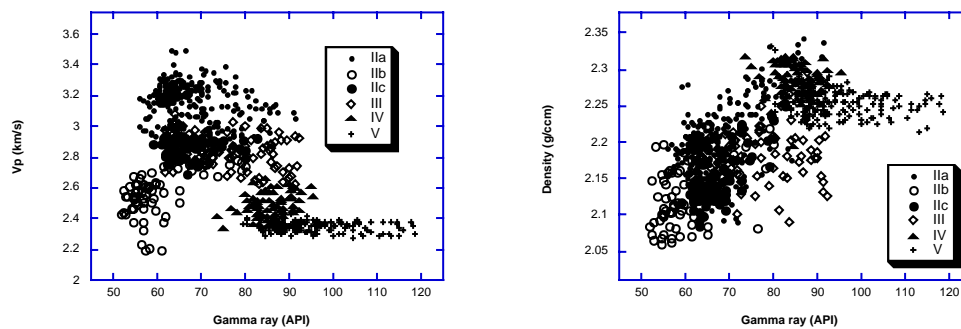 3.6
3.4
3.2
3
2.8
2.6
2.4
2.2
2
Vp (km/s)
50 60 70 80 90 100 110 120
Gamma ray (API)
IIa
IIb
IIc
III
IV
V
2.35
2.3
2.25
2.2
2.15
2.1
2.05
Density (g/ccm)
50 60 70 80 90 100 110 120
Gamma ray (API)
IIa
IIb
IIc
III
IV
V